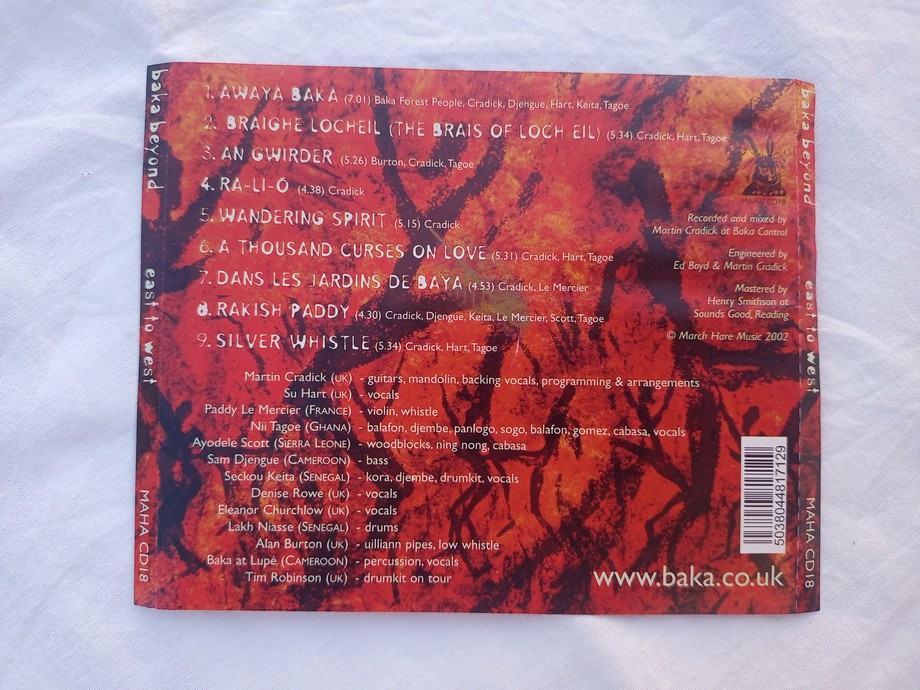 baka beyond
east to west
MAHA CD18
1. AWAYA BAKA (7.01) Baka Forest People, Cradick, Djengue, Hart, Keita, Tagoe
2. BRAIGHE LOCHEIL (THE BRAIS OF LOCH EIL) (5.34) Cradick, Hart, Tagoe
3. AN GWIRDER (5.26) Burton, Cradick, Tagoe
4. RA-LI-Ó (4.38) Cradick
5. WANDERING SPIRIT (5.15) Cradick
6. A THOUSAND CURSES ON LOVE (5.31) Cradick, Hart, Tagoe
7. DANS LES JARDINS DE BAYA (4.53) Cradick, Le Mercier
8. RAKISH PADDY (4.30) Cradick, Djengue, Keita, Le Mercier, Scott, Tagoe
9. SILVER WHISTLE (5.34) Cradick, Hart, Tagoe
Martin Cradick (UK) - guitars, mandolin, backing vocals, programming & arrangements
Su Hart (UK) - vocals
Paddy Le Mercier (FRANCE) - violin, whistle
Nii Tagoe (GHANA) - balafon, djembe, panlogo, sogo, balafon, gomez, cabasa, vocals
Ayodele Scott (SIERRA LEONE) - woodblocks, ning nong, cabasa
Sam Djengue (CAMEROON) - bass
Seckou Keita (SENEGAL) - kora, djembe, drumkit, vocals
Denise Rowe (UK) - vocals
Eleanor Churchlow (UK) - vocals
Lakh Niasse (SENEGAL) - drums
Alan Burton (UK) - uilliann pipes, low whistle
Baka at Lupé (CAMEROON) - percussion, vocals
Tim Robinson (UK) - drumkit on tour
MAHA CD18
Recorded and mixed by
Martin Cradick at Baka Control
Engineered by
Ed Boyd & Martin Cradick
Mastered by
Henry Smithson at
Sounds Good, Reading
© March Hare Music 2002
5038044817129
www.baka.co.uk
baka beyond
east to west
MAHA CD18